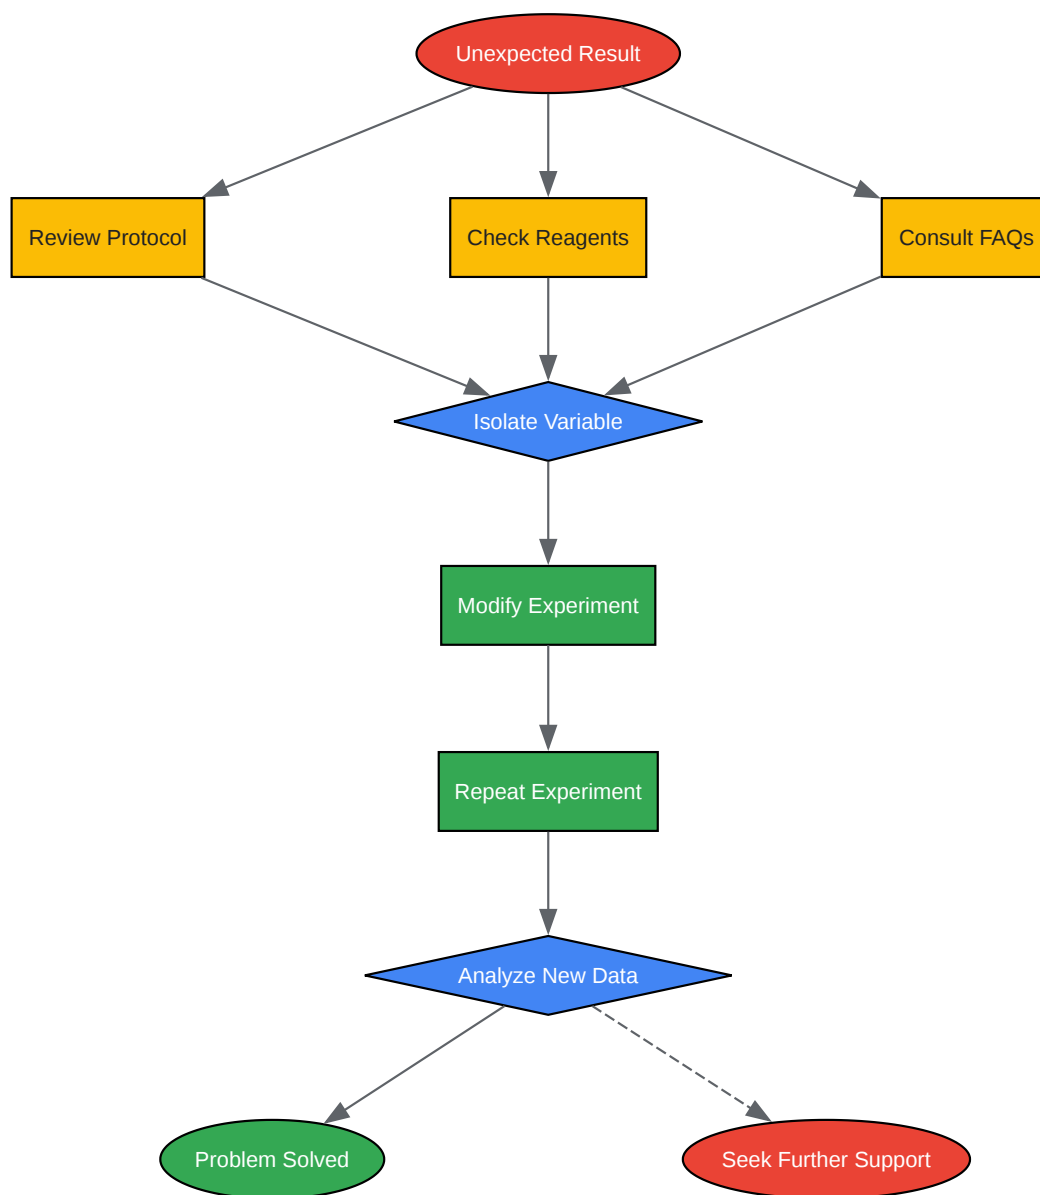 Unexpected Result
Review Protocol
Check Reagents
Consult FAQs
Isolate Variable
Modify Experiment
Repeat Experiment
Analyze New Data
Problem Solved
Seek Further Support